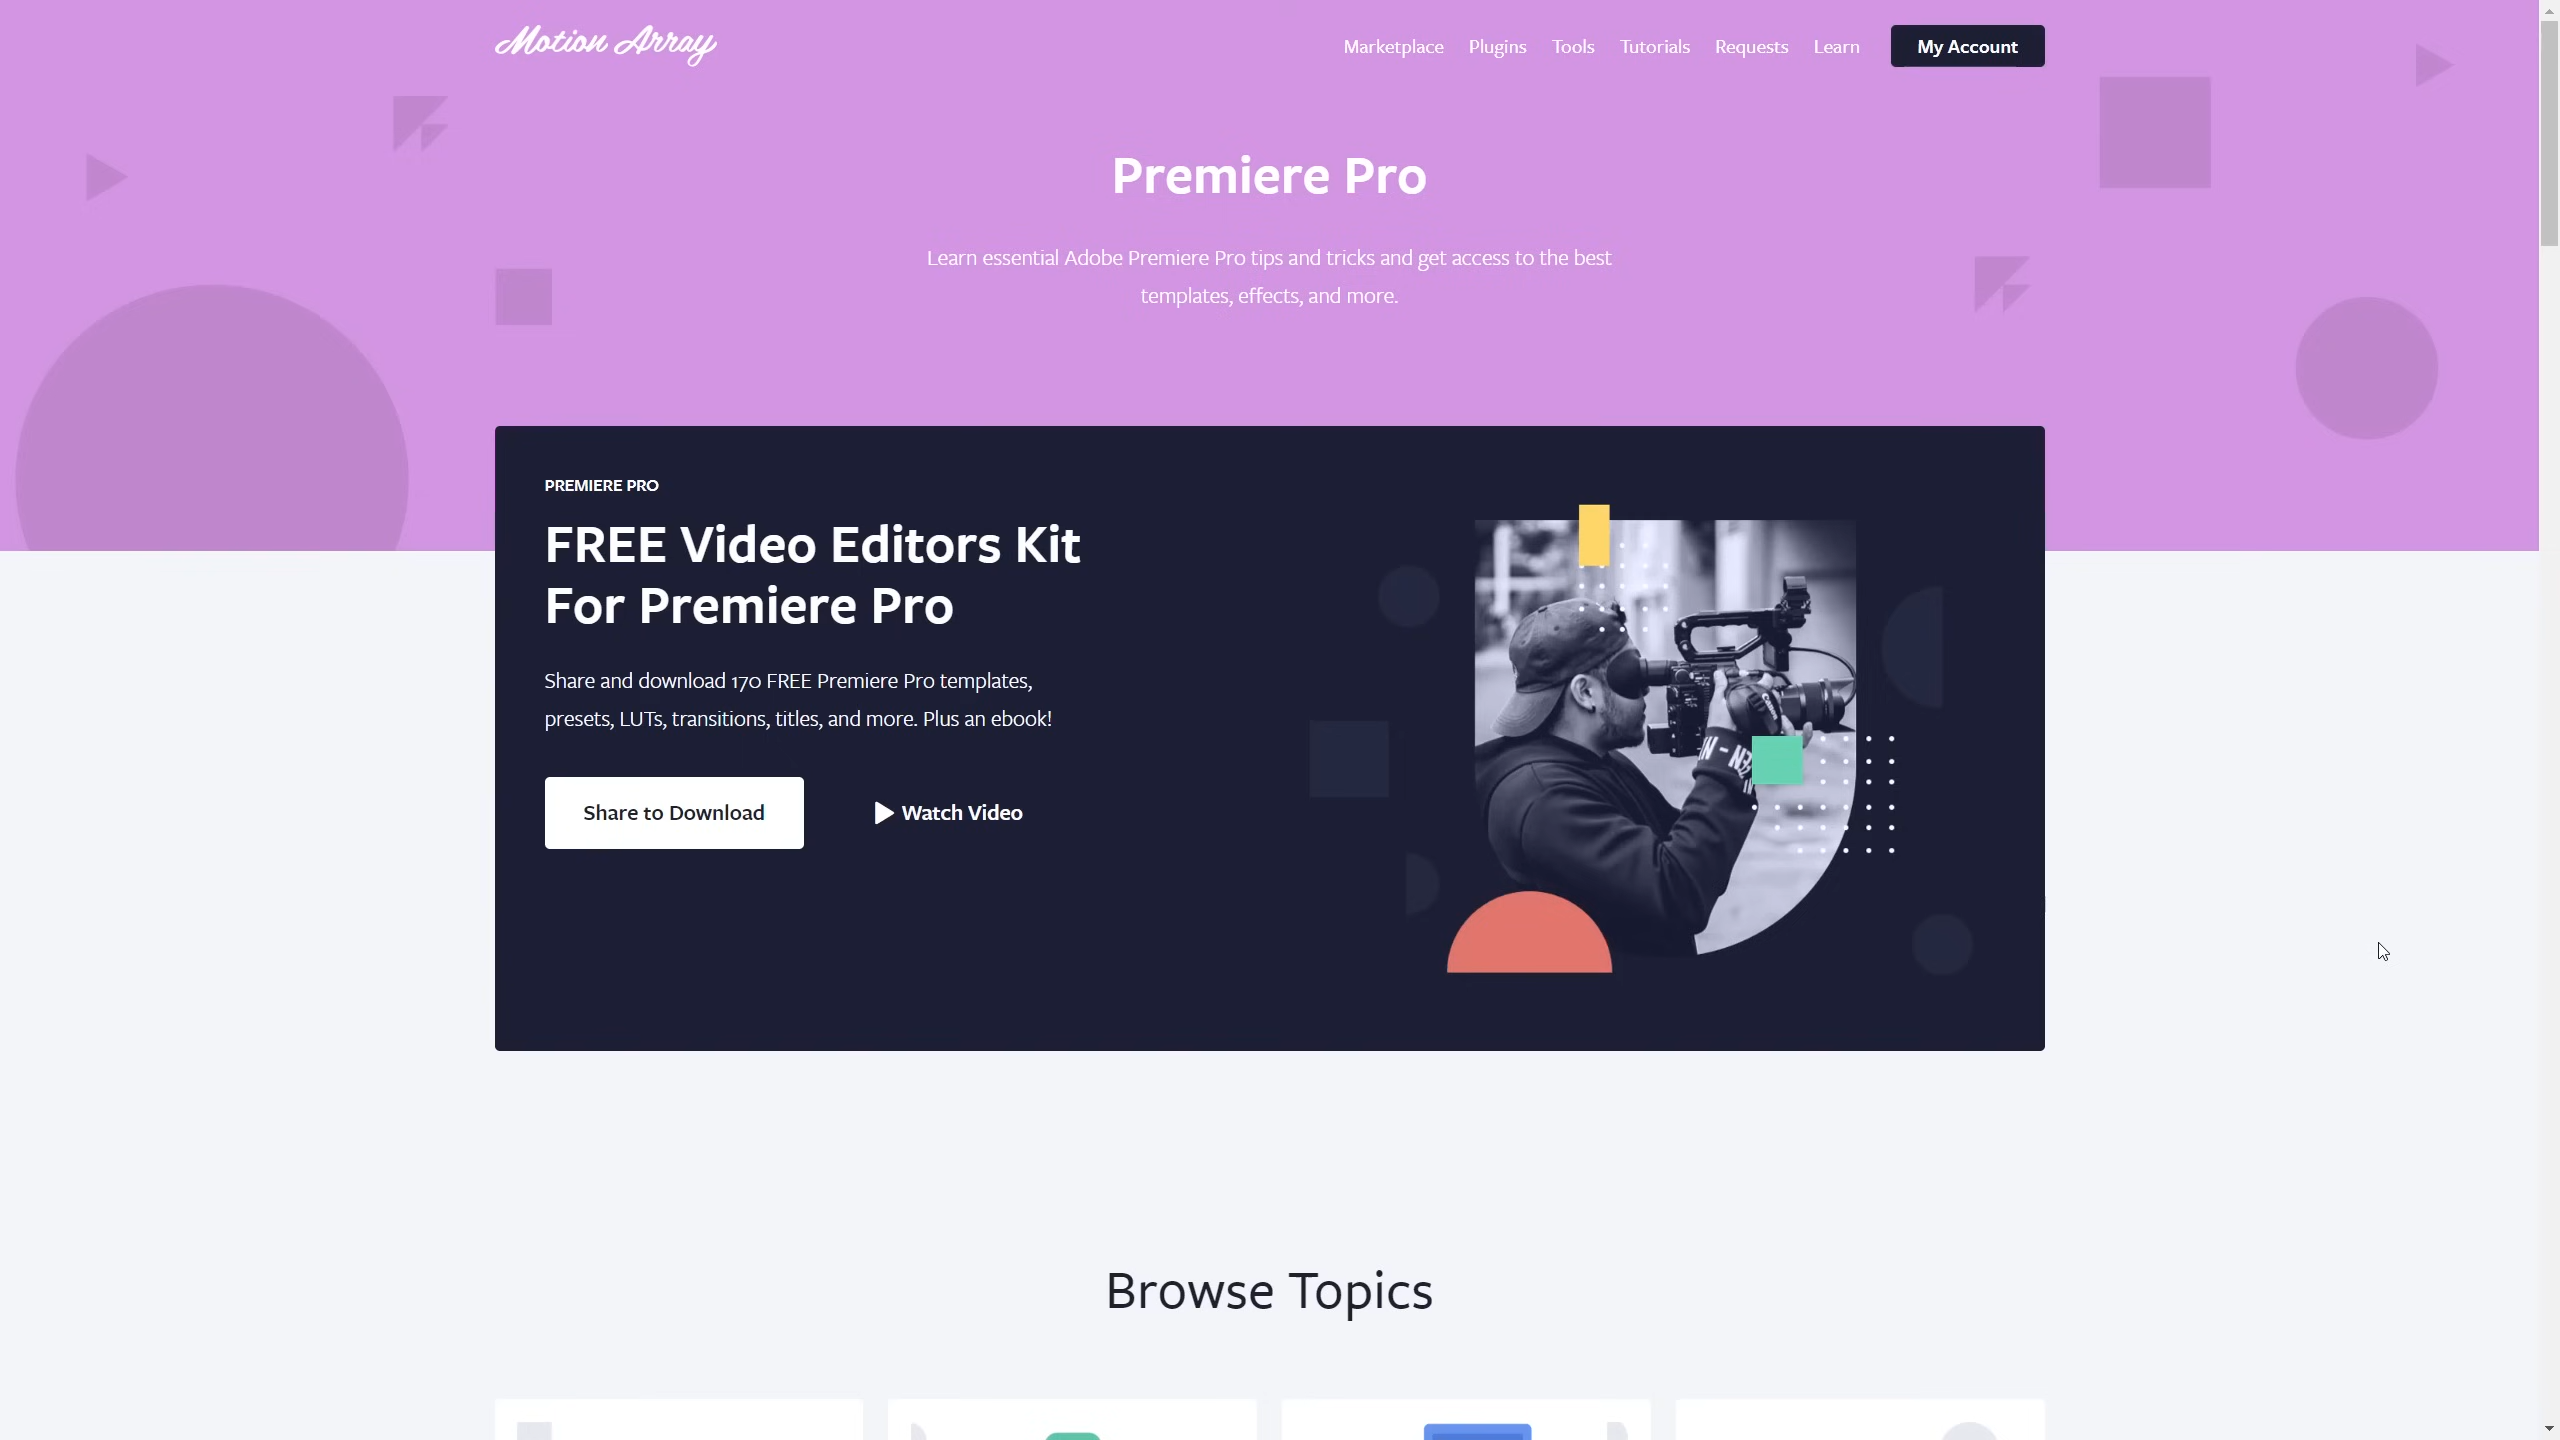 Motion Array
Marketplace Plugins Tools Tutorials Requests Learn My Account
Premiere Pro
Learn essential Adobe Premiere Pro tips and tricks and get access to the best
templates, effects, and more.
PREMIERE PRO
FREE Video Editors Kit
For Premiere Pro
Share and download 170 FREE Premiere Pro templates,
presets, LUTs, transitions, titles, and more. Plus an ebook!
Share to Download
Watch Video
Canon
Browse Topics